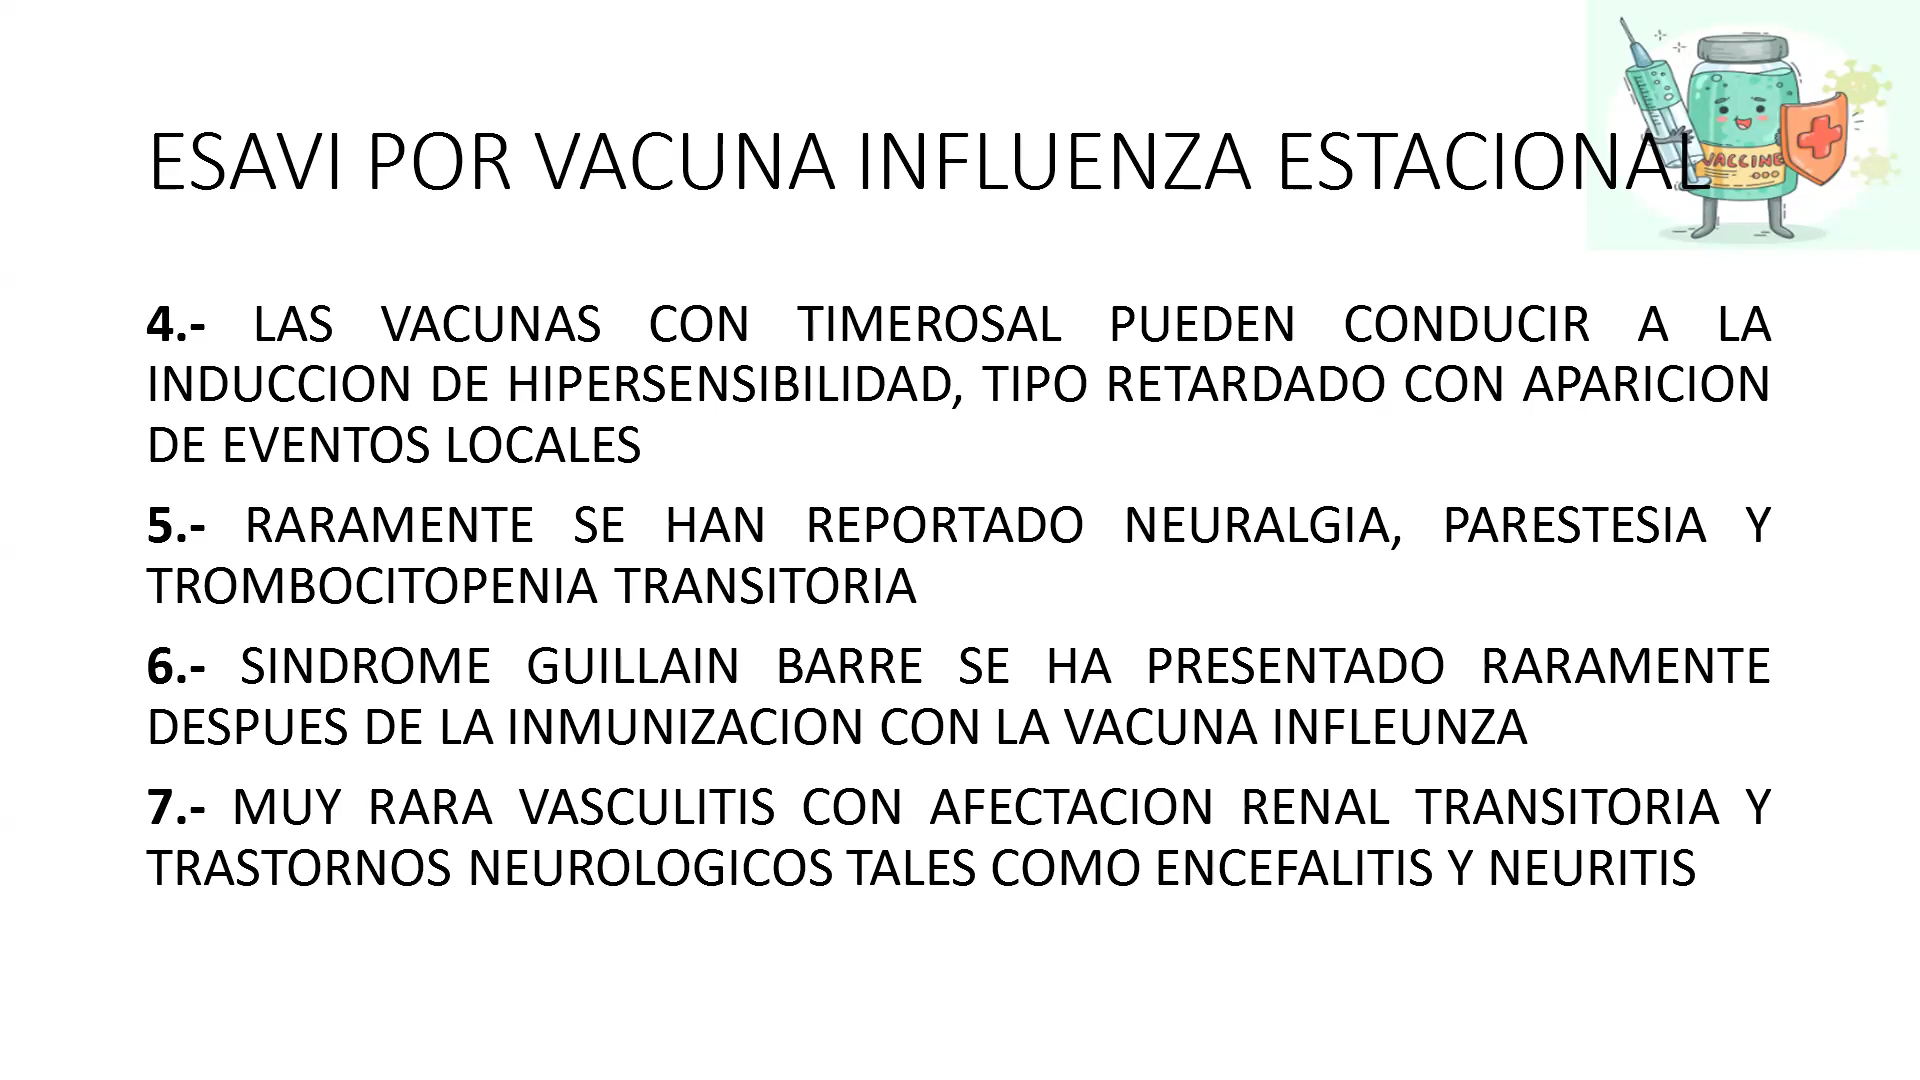 ESAVI POR VACUNA INFLUENZA ESTACIONAL
VACCINE
4.- LAS VACUNAS CON TIMEROSAL PUEDEN CONDUCIR A LA
INDUCCION DE HIPERSENSIBILIDAD, TIPO RETARDADO CON APARICION
DE EVENTOS LOCALES
5.- RARAMENTE SE HAN REPORTADO NEURALGIA, PARESTESIA Y
TROMBOCITOPENIA TRANSITORIA
6.- SINDROME GUILLAIN BARRE SE HA PRESENTADO RARAMENTE
DESPUES DE LA INMUNIZACION CON LA VACUNA INFLEUNZA
7.- MUY RARA VASCULITIS CON AFECTACION RENAL TRANSITORIA Y
TRASTORNOS NEUROLOGICOS TALES COMO ENCEFALITIS Y NEURITIS